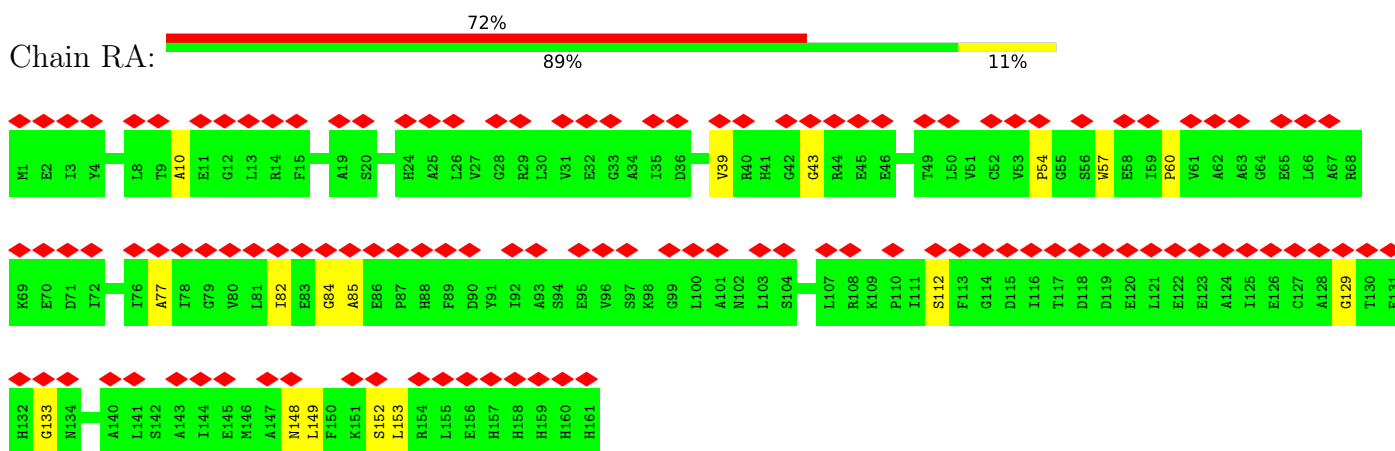 72%
Chain RA:
89% 11%
M1 E2 I3 Y4 L8 T9 A10 E11 G12 L13 R14 F15 A19 S20 H24 A25 L26 V27 G28 R29 L30 V31 E32 G33 A34 I35 D36 V39 R40 H41 G42 G43 R44 E45 E46 T49 L50 V51 C52 V53 P54 G55 S56 W57 E58 I59 P60 V61 A62 A63 G64 E65 L66 A67 R68
K69 E70 D71 I72 I76 A77 I78 G79 V80 L81 I82 E83 G84 A85 E86 P87 H88 F89 D90 Y91 I92 A93 S94 E95 V96 S97 K98 G99 L100 A101 N102 L103 S104 L107 R108 K109 P110 I111 S112 F113 G114 D115 I116 T117 D118 D119 E120 L121 E122 E123 A124 I125 E126 C127 A128 G129 T130 E131
H132 G133 N134 A140 L141 S142 A143 I144 E145 M146 A147 N148 L149 F150 K151 S152 L153 R154 L155 E156 H157 H158 H159 H160 H161